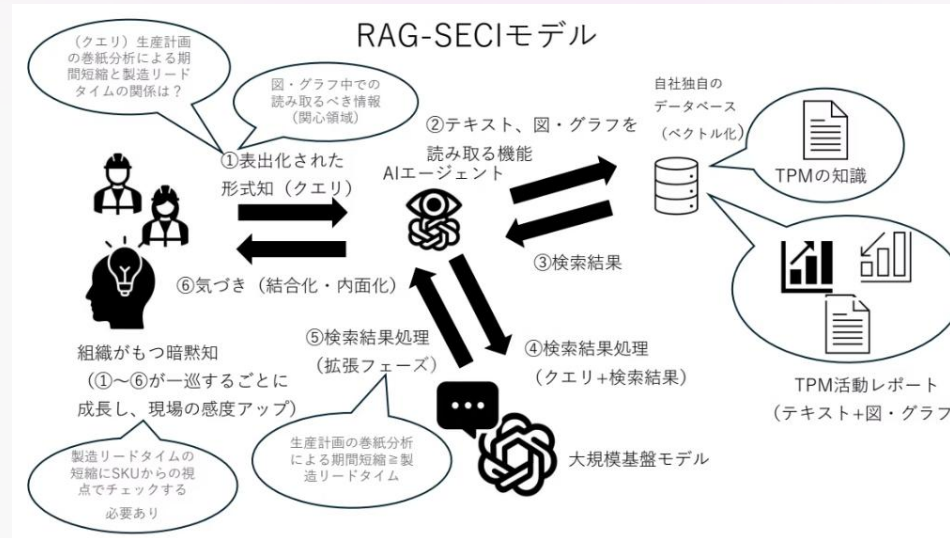 RAG-SECIモデル
（クエリ）生産計画
の巻紙分析による期
間短縮と製造リード
タイムの関係は？
図・グラフ中での
読み取るべき情報
（関心領域）
①表出化された
形式知（クエリ）
②テキスト、図・グラフを
読み取る機能
AIエージェント
自社独自の
データベース
（ベクトル化）
TPMの知識
③検索結果
⑥気づき（結合化・内面化）
⑤検索結果処理
（拡張フェーズ）
④検索結果処理
（クエリ+検索結果）
組織がもつ暗黙知
（①～⑥が一巡するごとに
成長し、現場の感度アップ）
TPM活動レポート
（テキスト+図・グラフ
製造リードタイムの
短縮にSKUからの視
点でチェックする
必要あり
生産計画の巻紙分析
による期間短縮≧製
造リードタイム
大規模基盤モデル